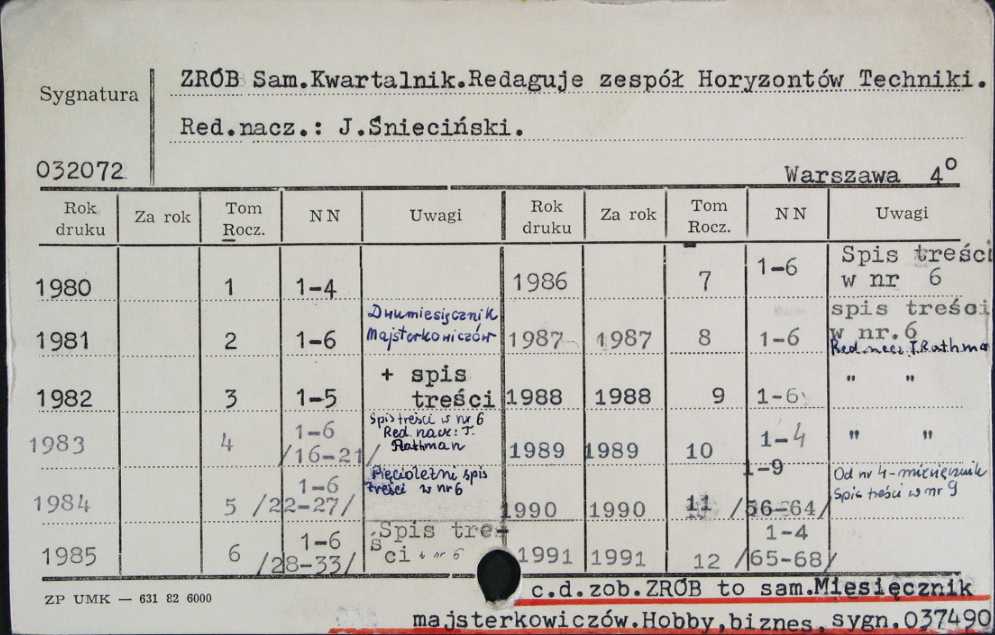 ZRÓB Sam.Kwartalnik.Redaguje zespół Horyzontów Techniki.
Sygnatura
Red.nacz.: J.Śnieciński.
032072
Warszawa 4°
Rok druku Za rok Tom Rocz. NN Uwagi Rok druku Za rok Tom Rocz. NN Uwagi
1980 1 1-4
1981 2 1-6 Dwumiesięcznik Majsterkowiczów
1982 3 1-5 + spis treści
1983 4 1-6 /16-21/ Spis treści w nr 6 Red. nacz: J. Rathman
1984 5 1-6 /22-27/ Pięcioletni spis treści w nr 6
1985 6 1-6 /28-33/ Spis treści w nr 6
1986 7 1-6 Spis treści w nr 6
1987 1987 8 1-6 spis treści w nr.6 Red. nacz: J.Rathman
1988 1988 9 1-6 " "
1989 1989 10 1-4 " "
1990 1990 11 1-9 /56-64/ Od nr 4 - miesięcznik Spis treści w nr 9
1991 1991 12 1-4 /65-68/
c.d.zob.ZRÓB to sam.Miesięcznik
majsterkowiczów.Hobby,biznes, sygn.037490
ZP UMK — 631 82 6000